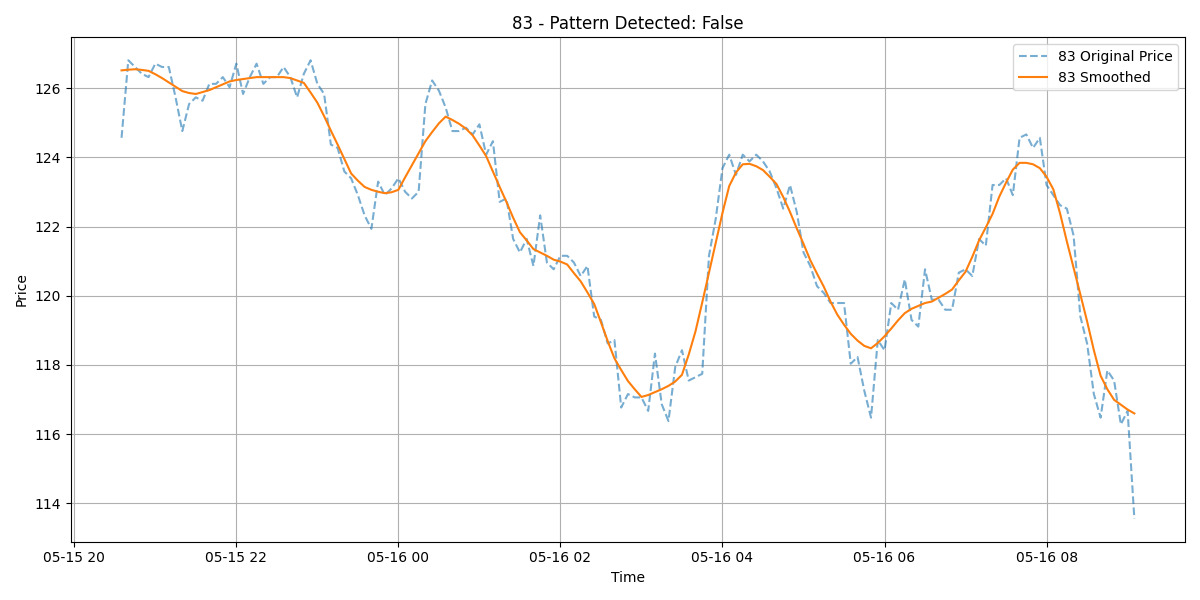 83 - Pattern Detected: False
83 Original Price
83 Smoothed
Price
126
124
122
120
118
116
114
05-15 20
05-15 22
05-16 00
05-16 02
05-16 04
05-16 06
05-16 08
Time